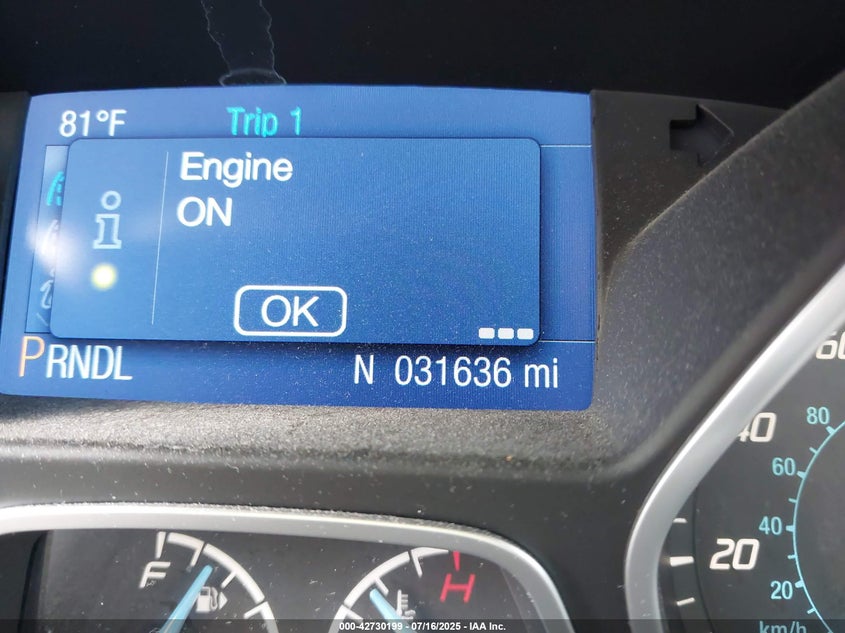 81°F Trip 1
Engine
ON
OK
PRNDL N 031636 mi
60
40
80
60
40
20
20
km/h
F
H
000-42730199 - 07/16/2025 - IAA Inc.